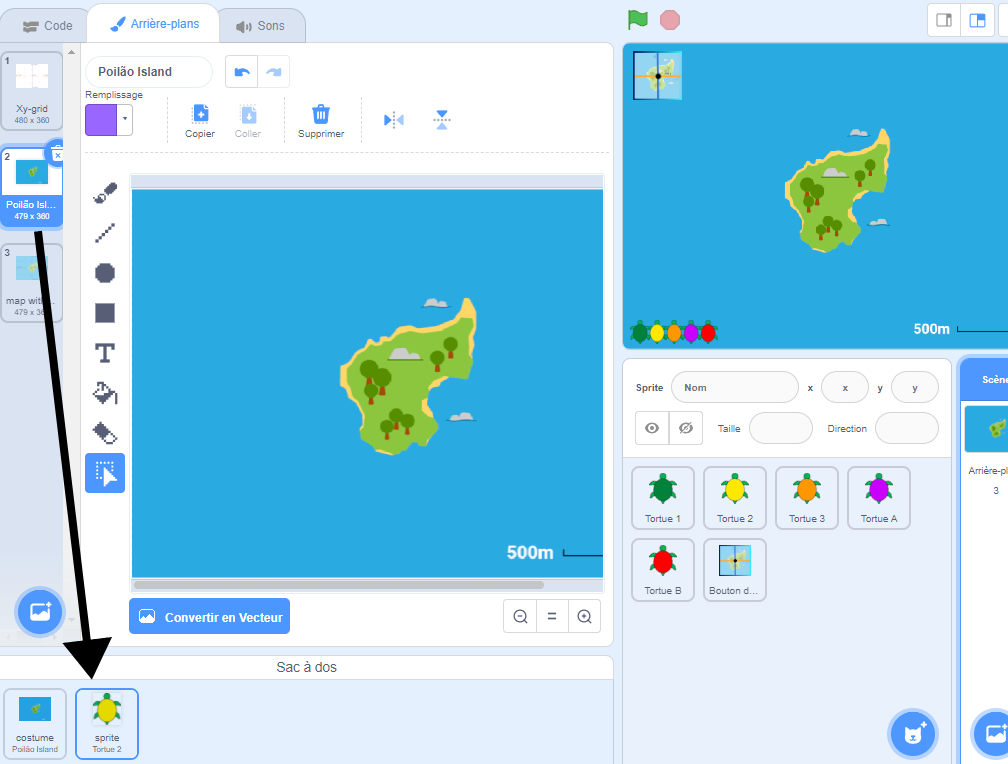 Code
Arrière-plans
Sons
1
Xy-grid
480 x 360
2
Poilão Isl...
479 x 360
3
map wit
479 x 36
Poilão Island
Remplissage
Copier
Coller
Supprimer
T
500m
Convertir en Vecteur
Sac à dos
costume
Poilão Island
sprite
Tortue 2
500m
Sprite
Nom
x
x
y
y
Taille
Direction
Tortue 1
Tortue 2
Tortue 3
Tortue A
Tortue B
Bouton d...
Scène
Arrière-pl
3